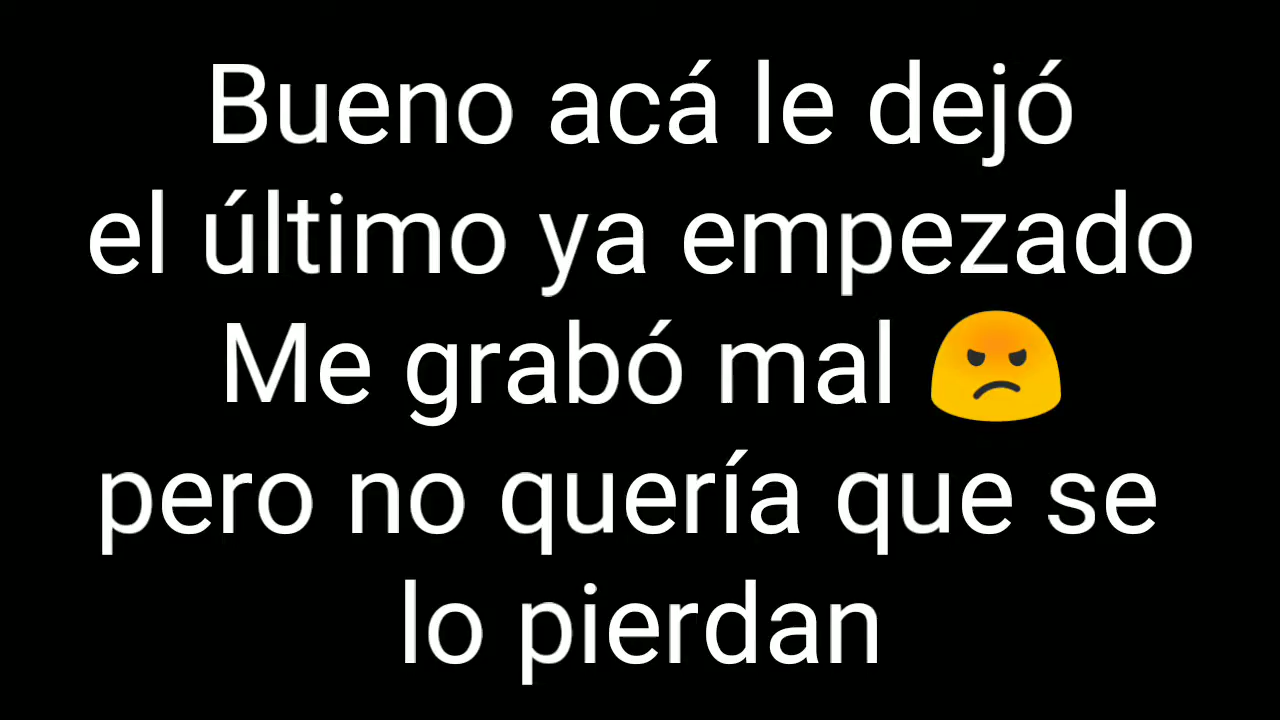 Bueno acá le dejó
el último ya empezado
Me grabó mal 😡
pero no quería que se
lo pierdan